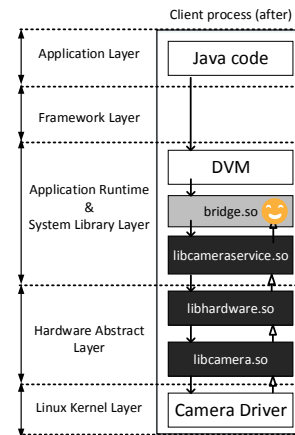 Client process (after)
Application Layer
Java code
Framework Layer
DVM
Application Runtime
&
System Library Layer
bridge.so
libcameraservice.so
libhardware.so
Hardware Abstract
Layer
libcamera.so
Linux Kernel Layer
Camera Driver